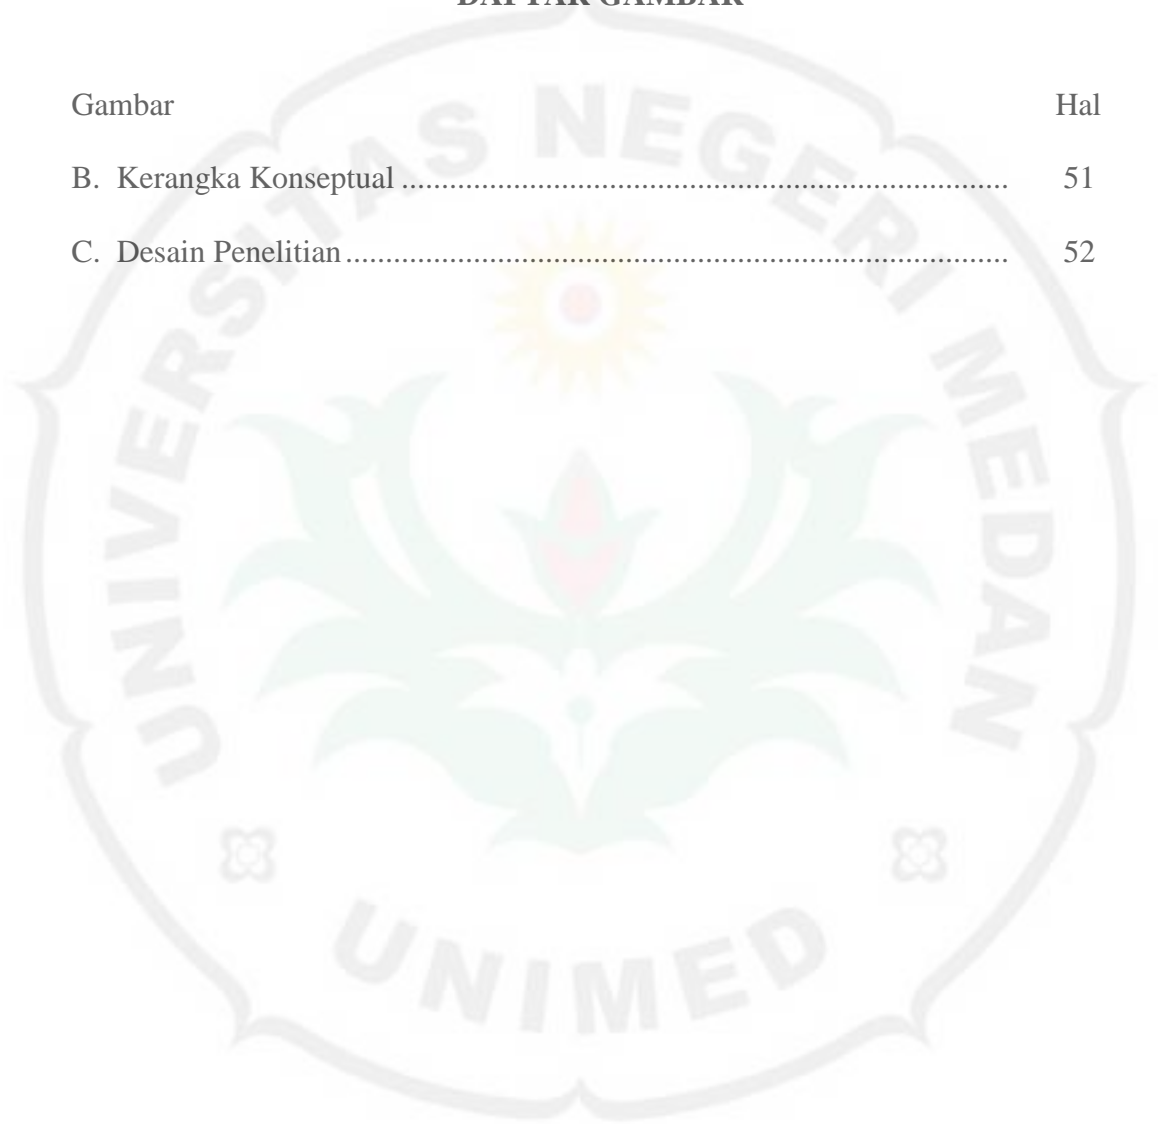 DAFTAR GAMBAR
Gambar Hal
B. Kerangka Konseptual ............................................................................ 51
C. Desain Penelitian ................................................................................... 52
UNIVERSITAS NEGERI MEDAN
UNIMED